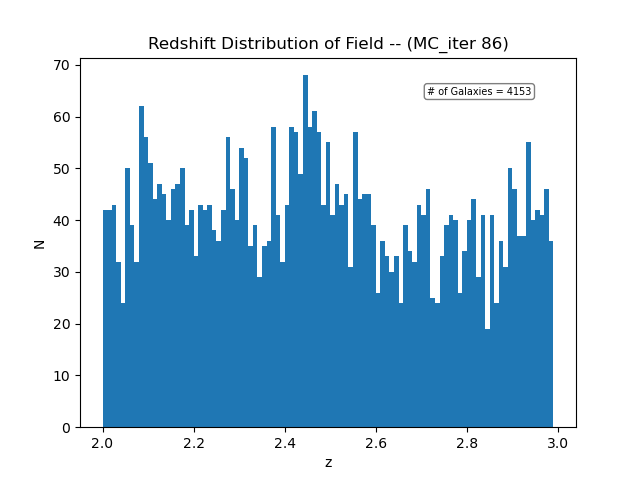 Redshift Distribution of Field -- (MC_iter 86)
# of Galaxies = 4153
70
60
50
40
30
20
10
0
N
2.0 2.2 2.4 2.6 2.8 3.0
z